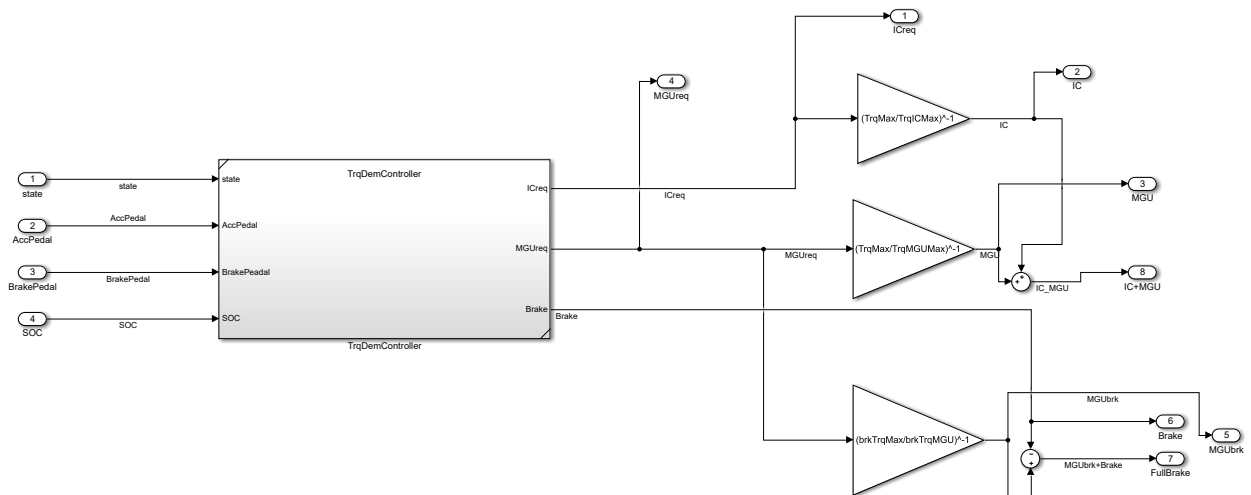 1
ICreq
4
MGUreq
2
IC
(TrqMax/TrqICMax)^-1
IC
1
state
state
state
TrqDemController
ICreq
ICreq
3
MGU
2
AccPedal
AccPedal
AccPedal
MGUreq
MGUreq
(TrqMax/TrqMGUMax)^-1
MGU
+
+
IC_MGU
8
IC+MGU
3
BrakePedal
BrakePedal
BrakePeadal
4
SOC
SOC
SOC
Brake
Brake
TrqDemController
MGUbrk
(brkTrqMax/brkTrqMGU)^-1
6
Brake
5
MGUbrk
−
+
MGUbrk+Brake
7
FullBrake